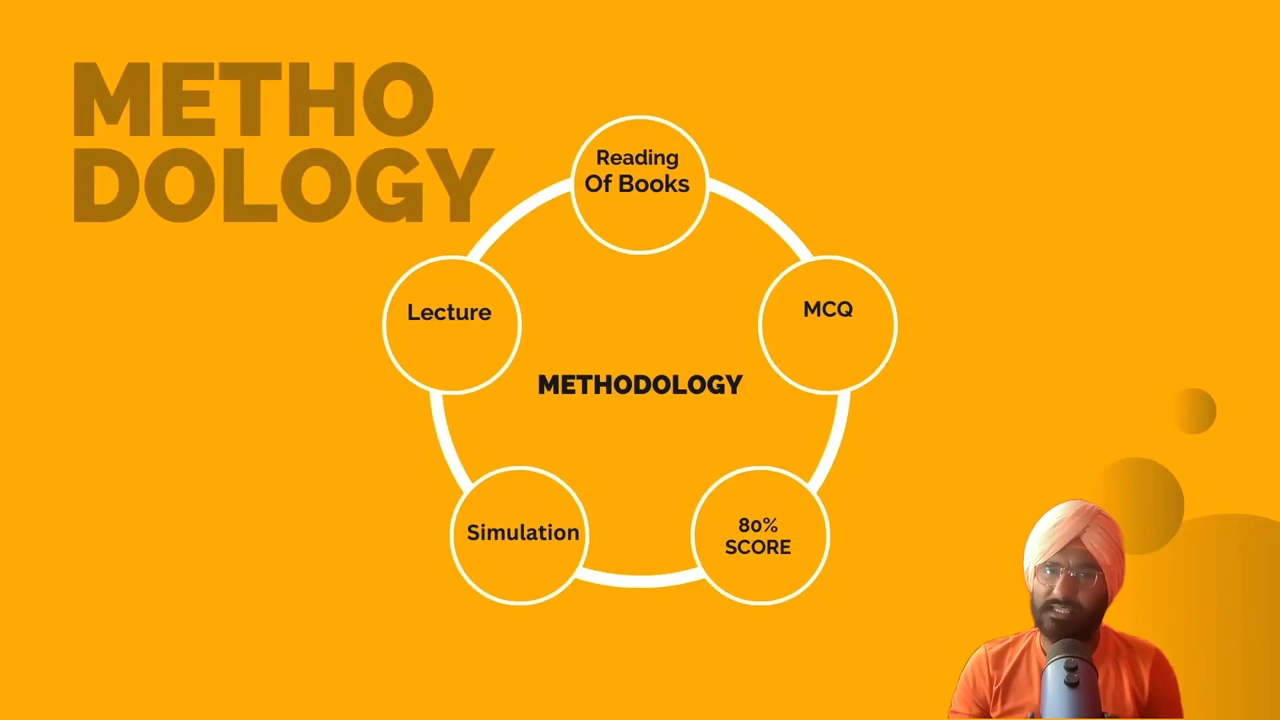 METHO
DOLOGY
Reading
Of Books
Lecture
MCQ
METHODOLOGY
Simulation
80%
SCORE